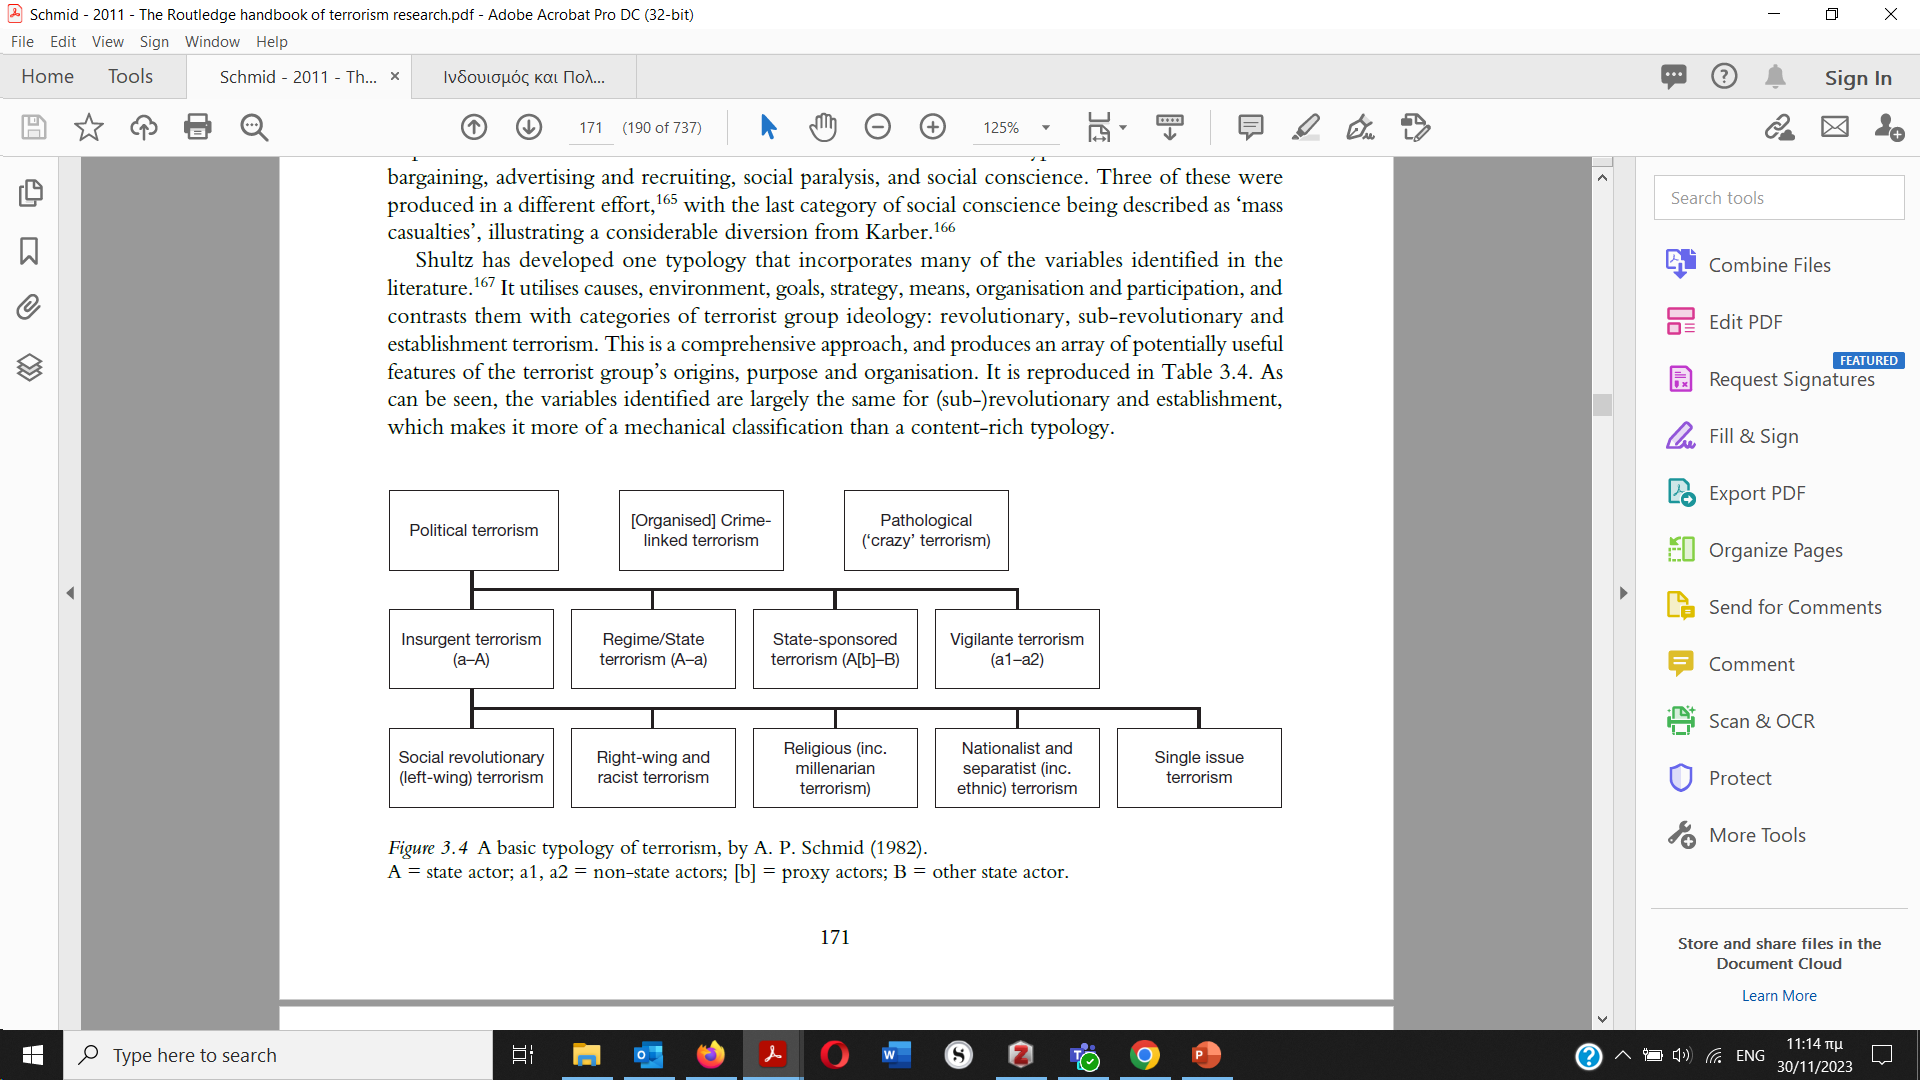 Schmid - 2011 - The Routledge handbook of terrorism research.pdf - Adobe Acrobat Pro DC (32-bit)
File Edit View Sign Window Help
Home Tools Schmid - 2011 - Th... Ινδουισμός και Πολ... Sign In
171 (190 of 737) 125%
bargaining, advertising and recruiting, social paralysis, and social conscience. Three of these were
produced in a different effort,165 with the last category of social conscience being described as ‘mass
casualties’, illustrating a considerable diversion from Karber.166
Shultz has developed one typology that incorporates many of the variables identified in the
literature.167 It utilises causes, environment, goals, strategy, means, organisation and participation, and
contrasts them with categories of terrorist group ideology: revolutionary, sub-revolutionary and
establishment terrorism. This is a comprehensive approach, and produces an array of potentially useful
features of the terrorist group’s origins, purpose and organisation. It is reproduced in Table 3.4. As
can be seen, the variables identified are largely the same for (sub-)revolutionary and establishment,
which makes it more of a mechanical classification than a content-rich typology.
Political terrorism
[Organised] Crime-
linked terrorism
Pathological
(‘crazy’ terrorism)
Insurgent terrorism
(a–A)
Regime/State
terrorism (A–a)
State-sponsored
terrorism (A[b]–B)
Vigilante terrorism
(a1–a2)
Social revolutionary
(left-wing) terrorism
Right-wing and
racist terrorism
Religious (inc.
millenarian
terrorism)
Nationalist and
separatist (inc.
ethnic) terrorism
Single issue
terrorism
Figure 3.4 A basic typology of terrorism, by A. P. Schmid (1982).
A = state actor; a1, a2 = non-state actors; [b] = proxy actors; B = other state actor.
171
Search tools
Combine Files
Edit PDF
FEATURED
Request Signatures
Fill & Sign
Export PDF
Organize Pages
Send for Comments
Comment
Scan & OCR
Protect
More Tools
Store and share files in the
Document Cloud
Learn More
Type here to search
ENG
11:14 πμ
30/11/2023